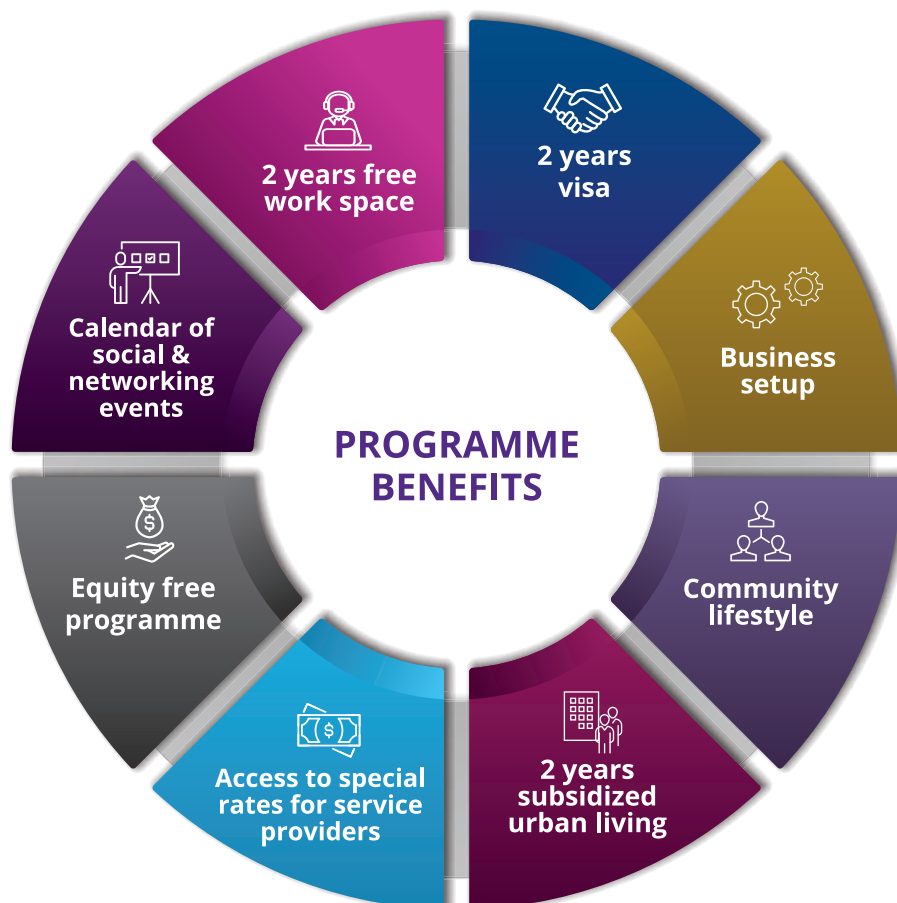 2 years free
work space
2 years
visa
Calendar of
social &
networking
events
Business
setup
PROGRAMME
BENEFITS
Equity free
programme
Community
lifestyle
Access to special
rates for service
providers
2 years
subsidized
urban living